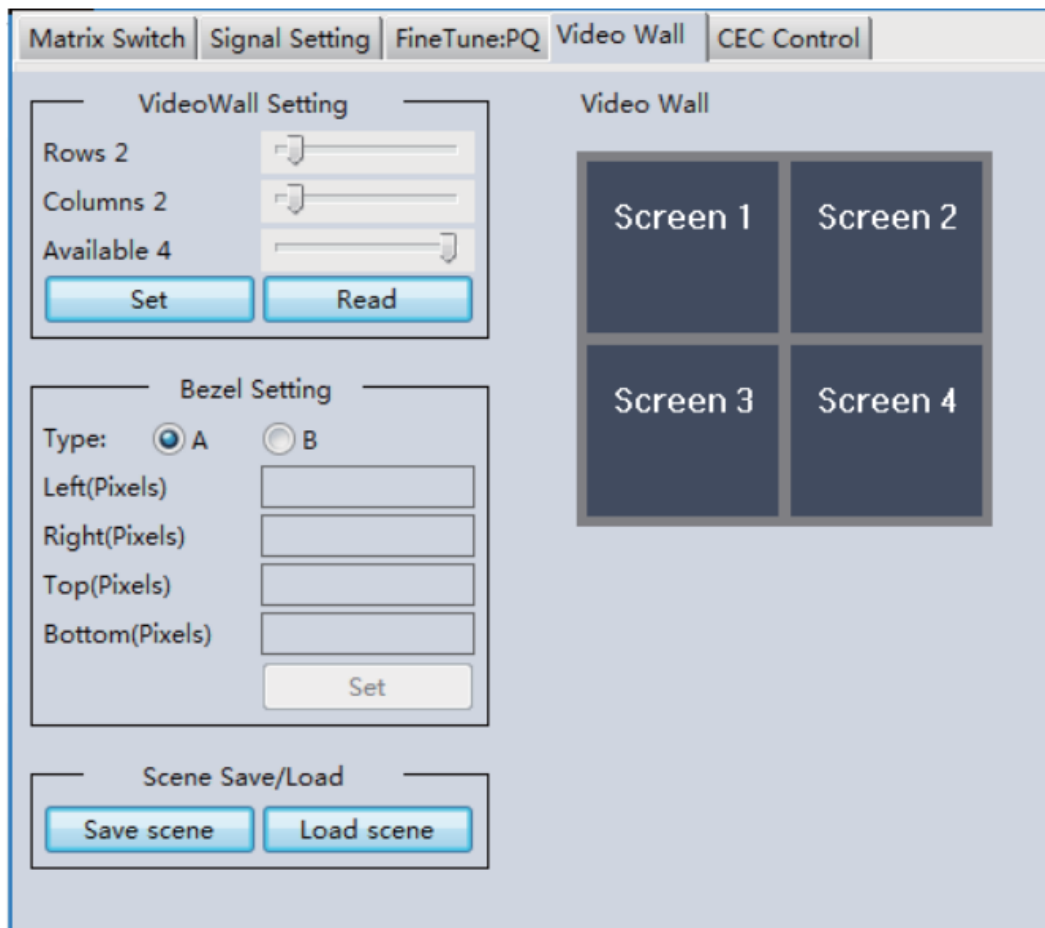 Matrix Switch Signal Setting FineTune:PQ Video Wall CEC Control
VideoWall Setting
Rows 2
Columns 2
Available 4
Set Read
Bezel Setting
Type: A B
Left(Pixels)
Right(Pixels)
Top(Pixels)
Bottom(Pixels)
Set
Scene Save/Load
Save scene Load scene
Video Wall
Screen 1 Screen 2
Screen 3 Screen 4